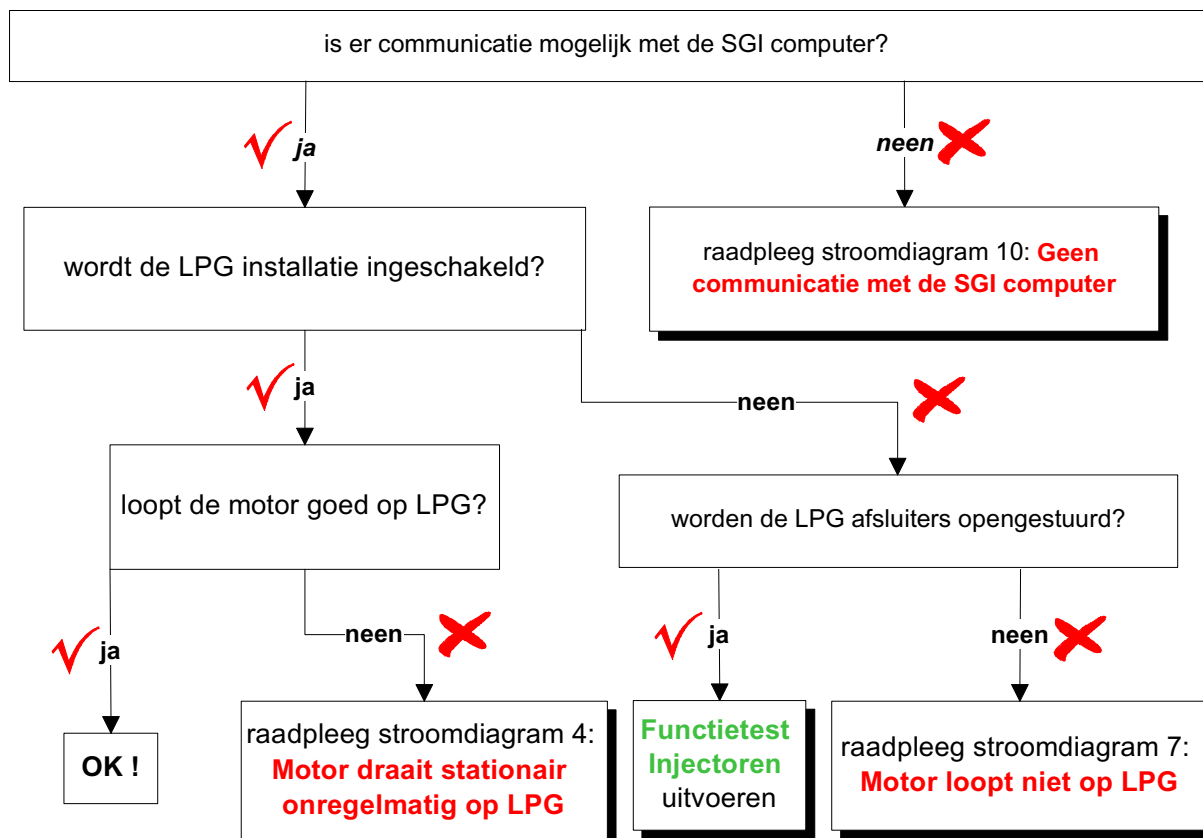 is er communicatie mogelijk met de SGI computer?
ja
neen
wordt de LPG installatie ingeschakeld?
raadpleeg stroomdiagram 10: Geen
communicatie met de SGI computer
ja
neen
loopt de motor goed op LPG?
worden de LPG afsluiters opengestuurd?
ja
neen
ja
neen
OK !
raadpleeg stroomdiagram 4:
Motor draait stationair
onregelmatig op LPG
Functietest
Injectoren
uitvoeren
raadpleeg stroomdiagram 7:
Motor loopt niet op LPG